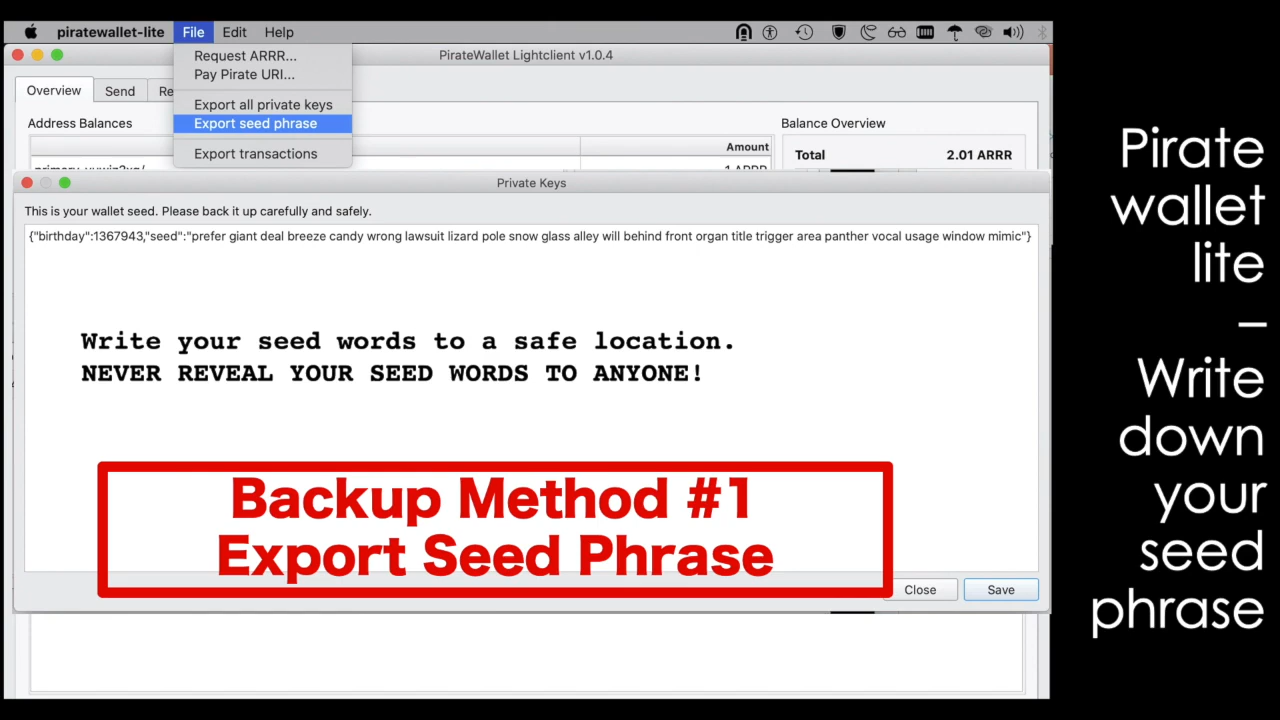 piratewallet-lite File Edit Help
PirateWallet Lightclient v1.0.4
Request ARRR...
Pay Pirate URI...
Export all private keys
Export seed phrase
Export transactions
Overview Send
Address Balances
Amount
Balance Overview
Total 2.01 ARRR
Private Keys
This is your wallet seed. Please back it up carefully and safely.
{"birthday":1367943,"seed":"prefer giant deal breeze candy wrong lawsuit lizard pole snow glass alley will behind front organ title trigger area panther vocal usage window mimic"}
Write your seed words to a safe location.
NEVER REVEAL YOUR SEED WORDS TO ANYONE!
Backup Method #1
Export Seed Phrase
Close Save
Pirate
wallet
lite
–
Write
down
your
seed
phrase